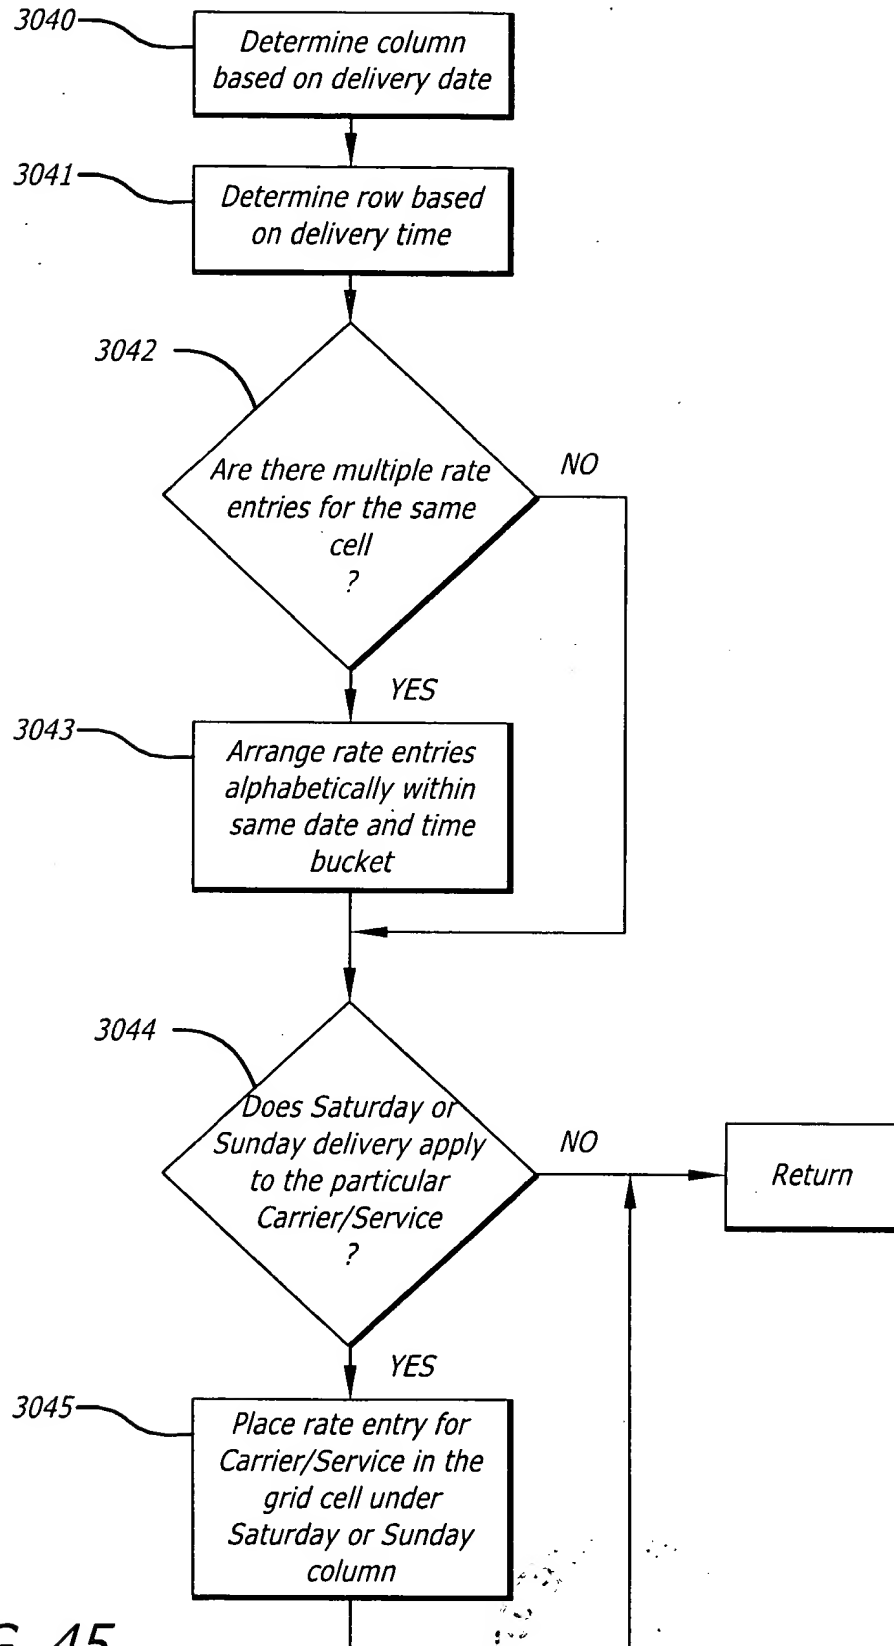 3040
Determine column
based on delivery date
3041
Determine row based
on delivery time
3042
Are there multiple rate
entries for the same
cell
?
NO
YES
3043
Arrange rate entries
alphabetically within
same date and time
bucket
3044
Does Saturday or
Sunday delivery apply
to the particular
Carrier/Service
?
NO
Return
YES
3045
Place rate entry for
Carrier/Service in the
grid cell under
Saturday or Sunday
column
45